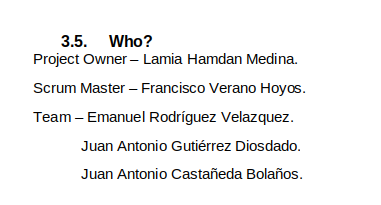 3.5. Who?
Project Owner – Lamia Hamdan Medina.
Scrum Master – Francisco Verano Hoyos.
Team – Emanuel Rodríguez Velazquez.
Juan Antonio Gutiérrez Diosdado.
Juan Antonio Castañeda Bolaños.